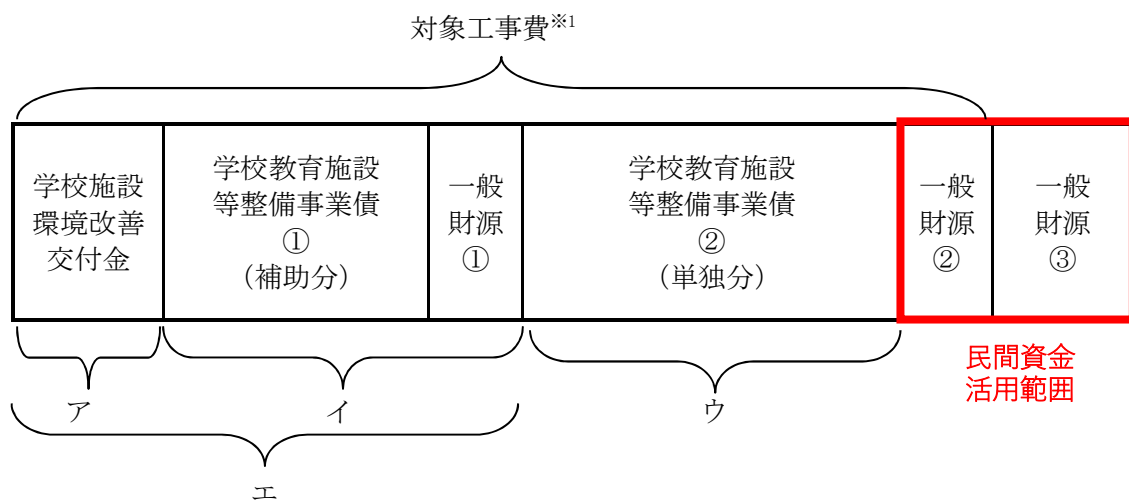 対象工事費※1
学校施設
環境改善
交付金
学校教育施設
等整備事業債
①
(補助分)
一般
財源
①
学校教育施設
等整備事業債
②
(単独分)
一般
財源
②
一般
財源
③
民間資金
活用範囲
ア
イ
ウ
エ